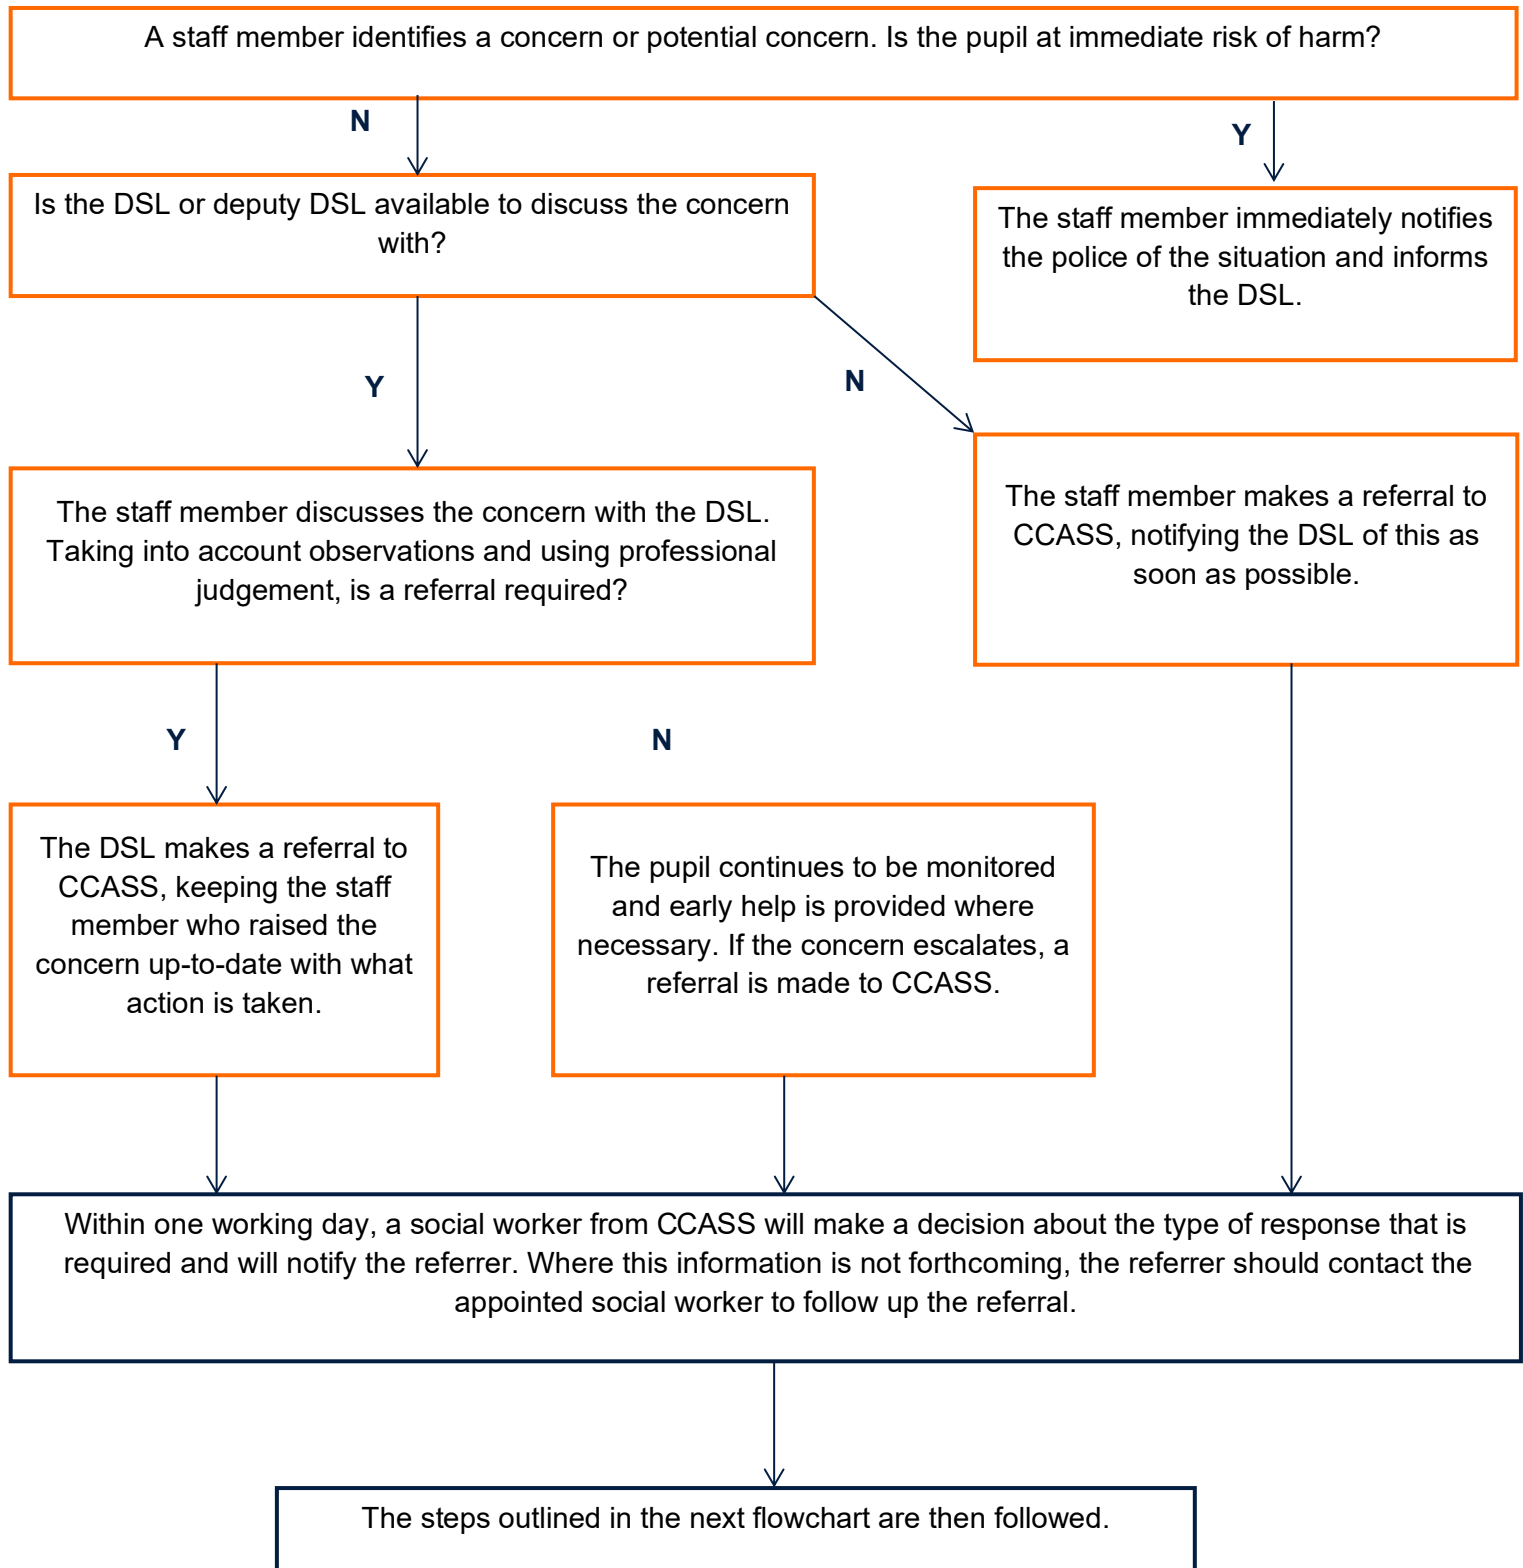 A staff member identifies a concern or potential concern. Is the pupil at immediate risk of harm?
N
Y
Is the DSL or deputy DSL available to discuss the concern
with?
The staff member immediately notifies
the police of the situation and informs
the DSL.
Y
N
The staff member discusses the concern with the DSL.
Taking into account observations and using professional
judgement, is a referral required?
The staff member makes a referral to
CCASS, notifying the DSL of this as
soon as possible.
Y
N
The DSL makes a referral to
CCASS, keeping the staff
member who raised the
concern up-to-date with what
action is taken.
The pupil continues to be monitored
and early help is provided where
necessary. If the concern escalates, a
referral is made to CCASS.
Within one working day, a social worker from CCASS will make a decision about the type of response that is
required and will notify the referrer. Where this information is not forthcoming, the referrer should contact the
appointed social worker to follow up the referral.
The steps outlined in the next flowchart are then followed.